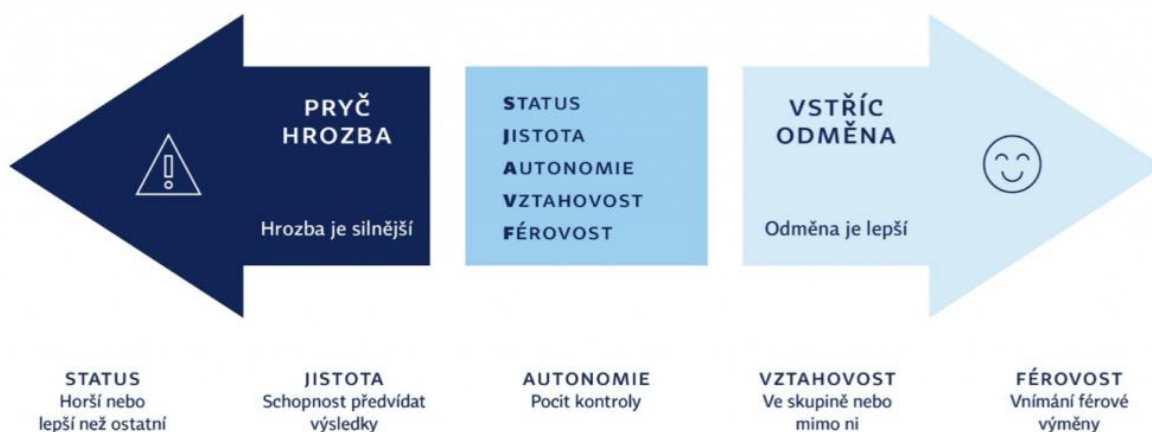 PRYČ
HROZBA
Hrozba je silnější
STATUS
JISTOTA
AUTONOMIE
VZTAHOVOST
FÉROVOST
VSTŘÍC
ODMĚNA
Odměna je lepší
STATUS
Horší nebo
lepší než ostatní
JISTOTA
Schopnost předvídat
výsledky
AUTONOMIE
Pocit kontroly
VZTAHOVOST
Ve skupině nebo
mimo ni
FÉROVOST
Vnímání férové
výměny